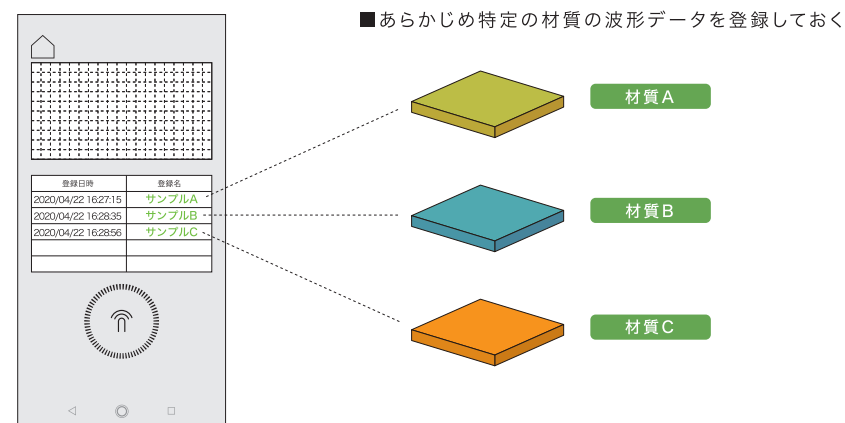 ■あらかじめ特定の材質の波形データを登録しておく
登録日時 登録名
2020/04/22 16:27:15 サンプルA
2020/04/22 16:28:35 サンプルB
2020/04/22 16:28:56 サンプルC
材質A
材質B
材質C